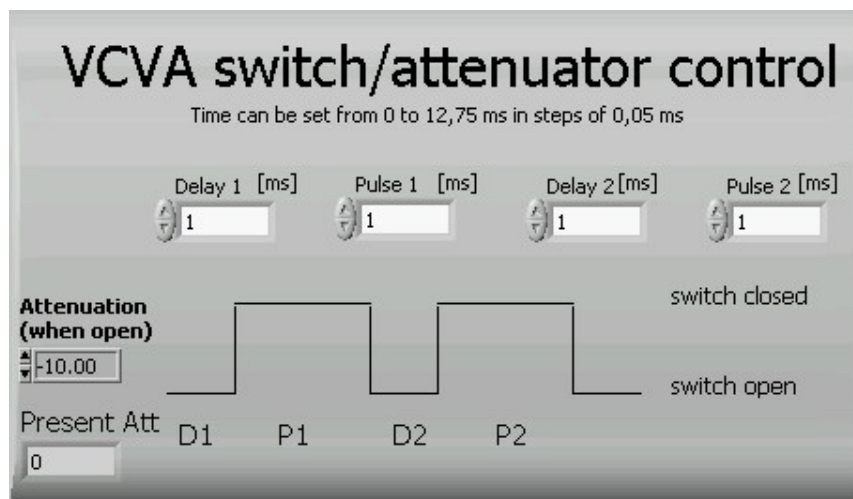 VCVA switch/attenuator control
Time can be set from 0 to 12,75 ms in steps of 0,05 ms
Delay 1 [ms] Pulse 1 [ms] Delay 2 [ms] Pulse 2 [ms]
1 1 1 1
switch closed
Attenuation
(when open)
-10.00
switch open
Present Att
D1 P1 D2 P2
0